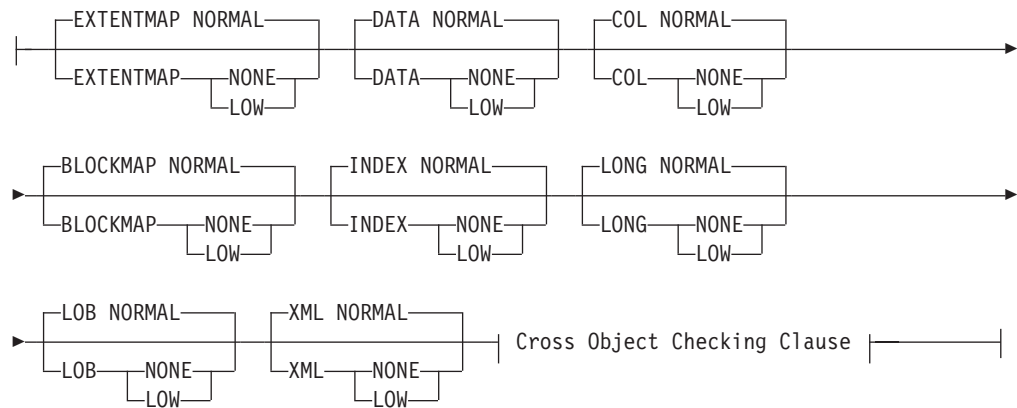 EXTENTMAP NORMAL DATA NORMAL COL NORMAL
EXTENTMAP NONE DATA NONE COL NONE
LOW LOW LOW
BLOCKMAP NORMAL INDEX NORMAL LONG NORMAL
BLOCKMAP NONE INDEX NONE LONG NONE
LOW LOW LOW
LOB NORMAL XML NORMAL
Cross Object Checking Clause
LOB NONE XML NONE
LOW LOW